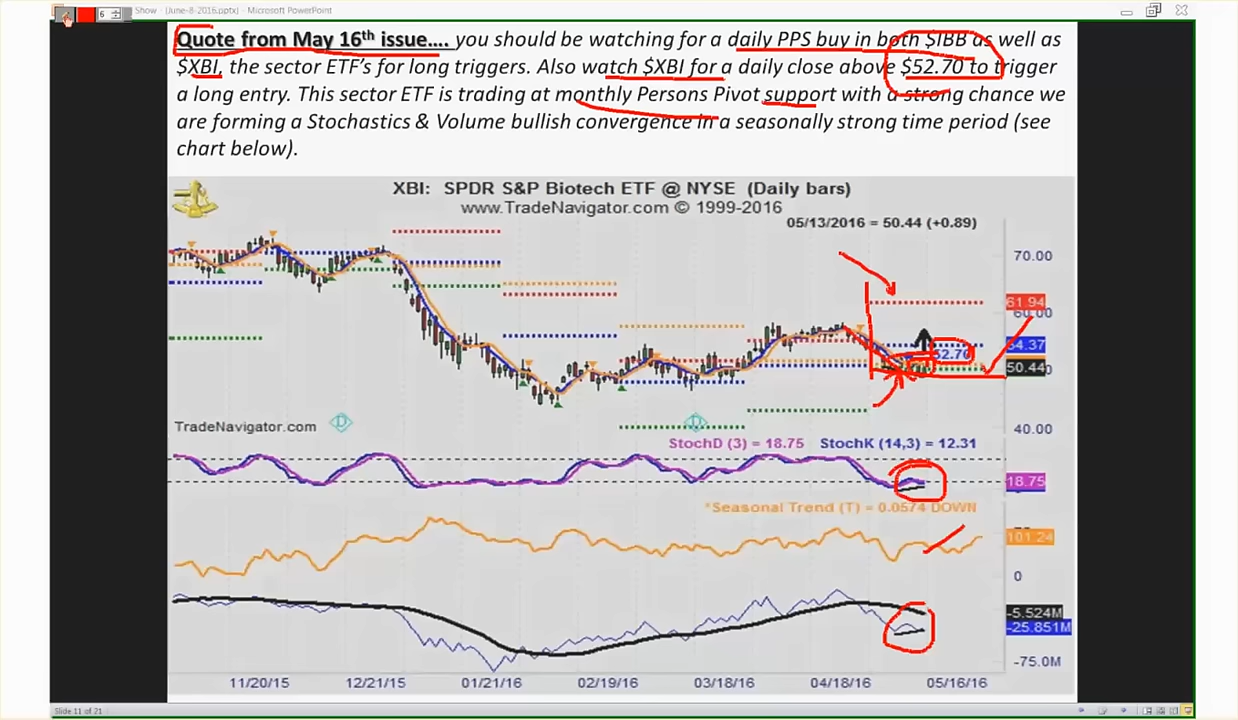 6 Show - (June-8-2016.pptx) - Microsoft PowerPoint
Quote from May 16th issue.... you should be watching for a daily PPS buy in both $IBB as well as
$XBI, the sector ETF's for long triggers. Also watch $XBI for a daily close above $52.70 to trigger
a long entry. This sector ETF is trading at monthly Persons Pivot support with a strong chance we
are forming a Stochastics & Volume bullish convergence in a seasonally strong time period (see
chart below).
XBI: SPDR S&P Biotech ETF @ NYSE (Daily bars)
www.TradeNavigator.com © 1999-2016
05/13/2016 = 50.44 (+0.89)
70.00
61.94
60.00
54.37
52.70
50.44
40.00
TradeNavigator.com
D
D
StochD (3) = 18.75 StochK (14,3) = 12.31
18.75
*Seasonal Trend (T) = 0.0574 DOWN
101.24
0
-5.524M
-25.851M
-75.0M
11/20/15 12/21/15 01/21/16 02/19/16 03/18/16 04/18/16 05/16/16
Slide 11 of 21